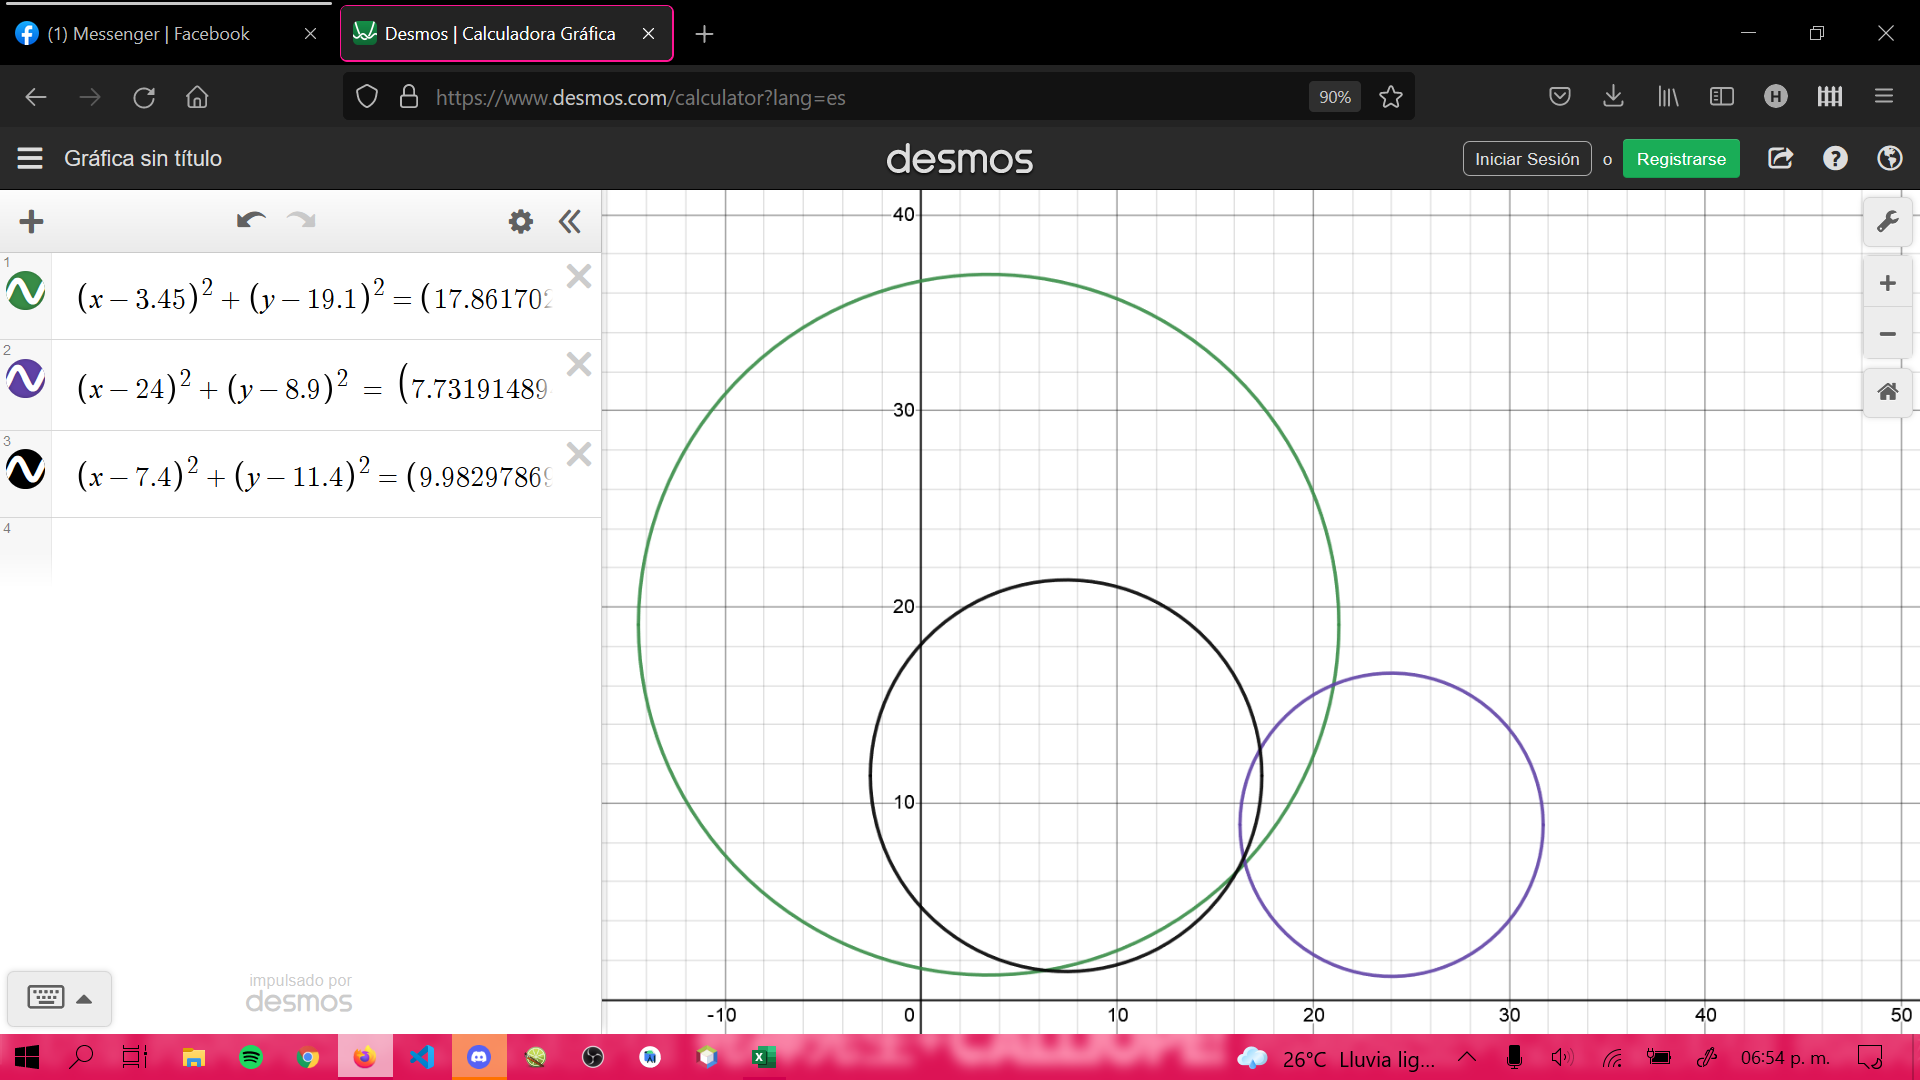 (1) Messenger | Facebook
Desmos | Calculadora Gráfica
https://www.desmos.com/calculator?lang=es
90%
H
Gráfica sin título
desmos
Iniciar Sesión
o
Registrarse
1
(x − 3.45)² + (y − 19.1)² = (17.861702
2
(x − 24)² + (y − 8.9)² = (7.73191489
3
(x − 7.4)² + (y − 11.4)² = (9.98297869
4
40
30
20
10
-10
0
10
20
30
40
50
impulsado por
desmos
26°C Lluvia lig...
06:54 p. m.